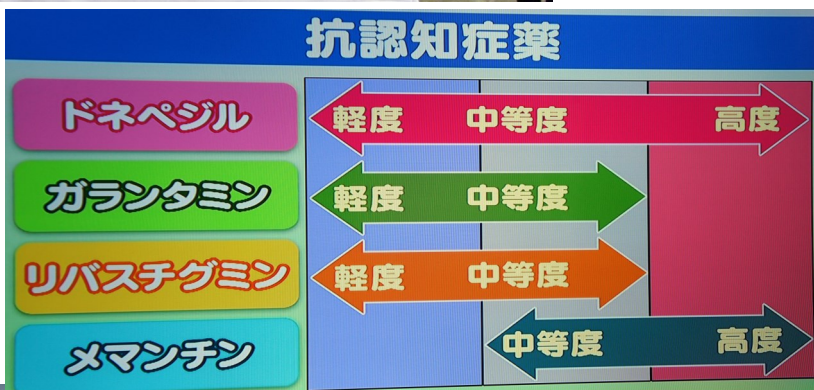 抗認知症薬
ドネペジル 軽度 中等度 高度
ガランタミン 軽度 中等度
リバスチグミン 軽度 中等度
メマンチン 中等度 高度